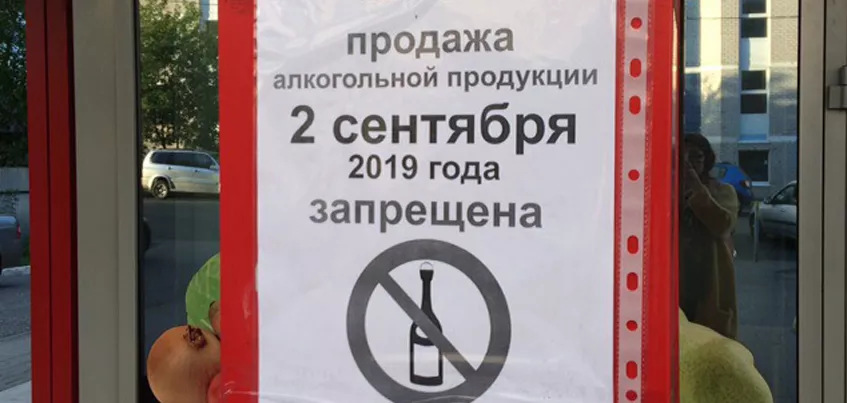 продажа
алкогольной продукции
2 сентября
2019 года
запрещена